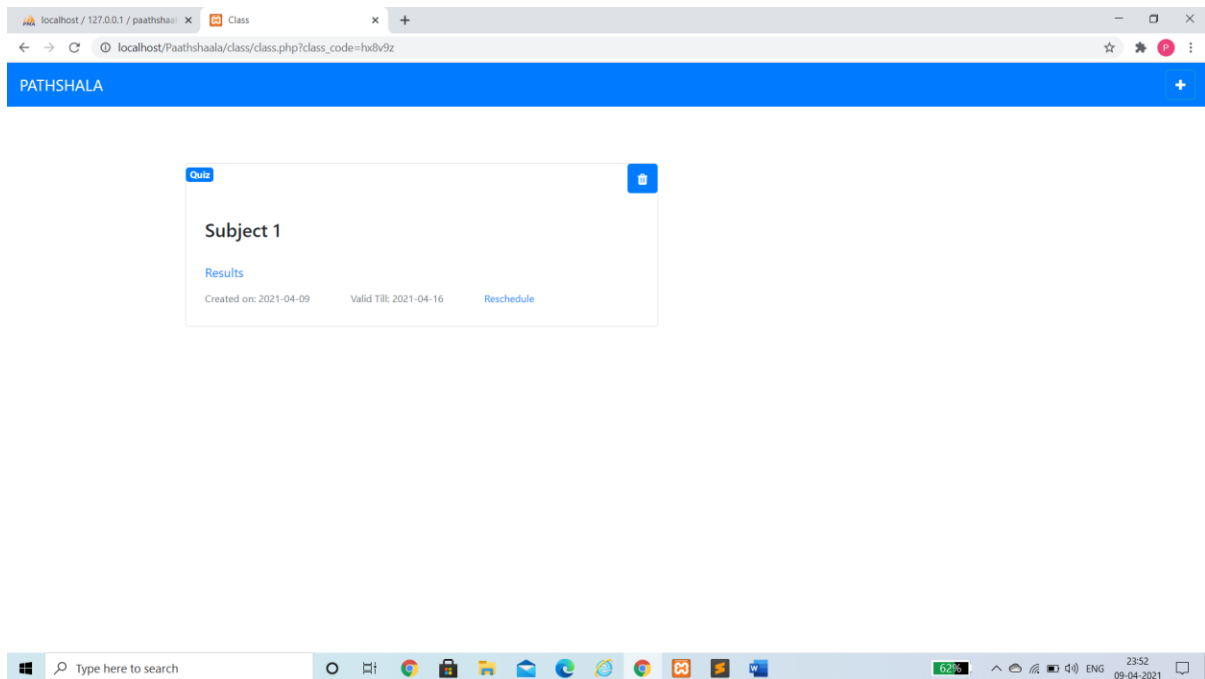 localhost / 127.0.0.1 / paathshaal
Class
localhost/Paathshaala/class/class.php?class_code=hx8v9z
P
PATHSHALA
Quiz
Subject 1
Results
Created on: 2021-04-09 Valid Till: 2021-04-16 Reschedule
Type here to search
62%
ENG
23:52
09-04-2021